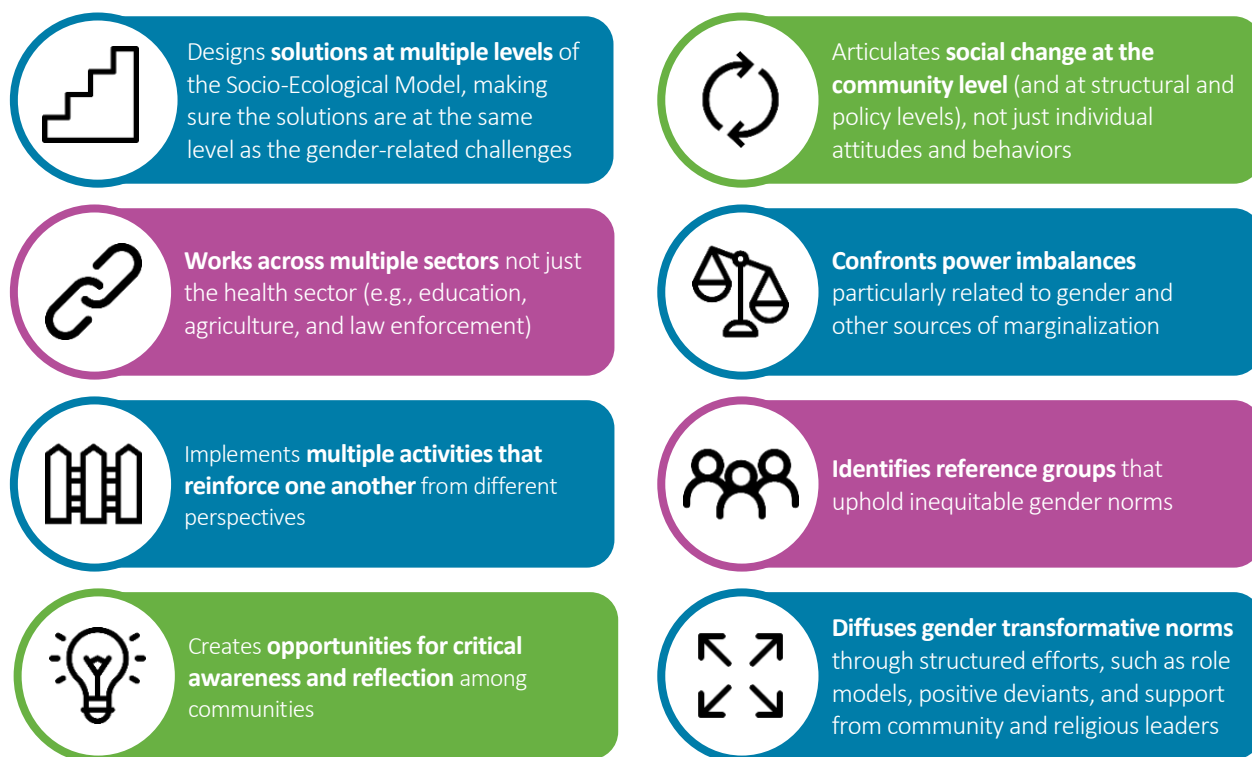 Designs solutions at multiple levels of
the Socio-Ecological Model, making
sure the solutions are at the same
level as the gender-related challenges
Articulates social change at the
community level (and at structural and
policy levels), not just individual
attitudes and behaviors
Works across multiple sectors not just
the health sector (e.g., education,
agriculture, and law enforcement)
Confronts power imbalances
particularly related to gender and
other sources of marginalization
Implements multiple activities that
reinforce one another from different
perspectives
Identifies reference groups that
uphold inequitable gender norms
Creates opportunities for critical
awareness and reflection among
communities
Diffuses gender transformative norms
through structured efforts, such as role
models, positive deviants, and support
from community and religious leaders